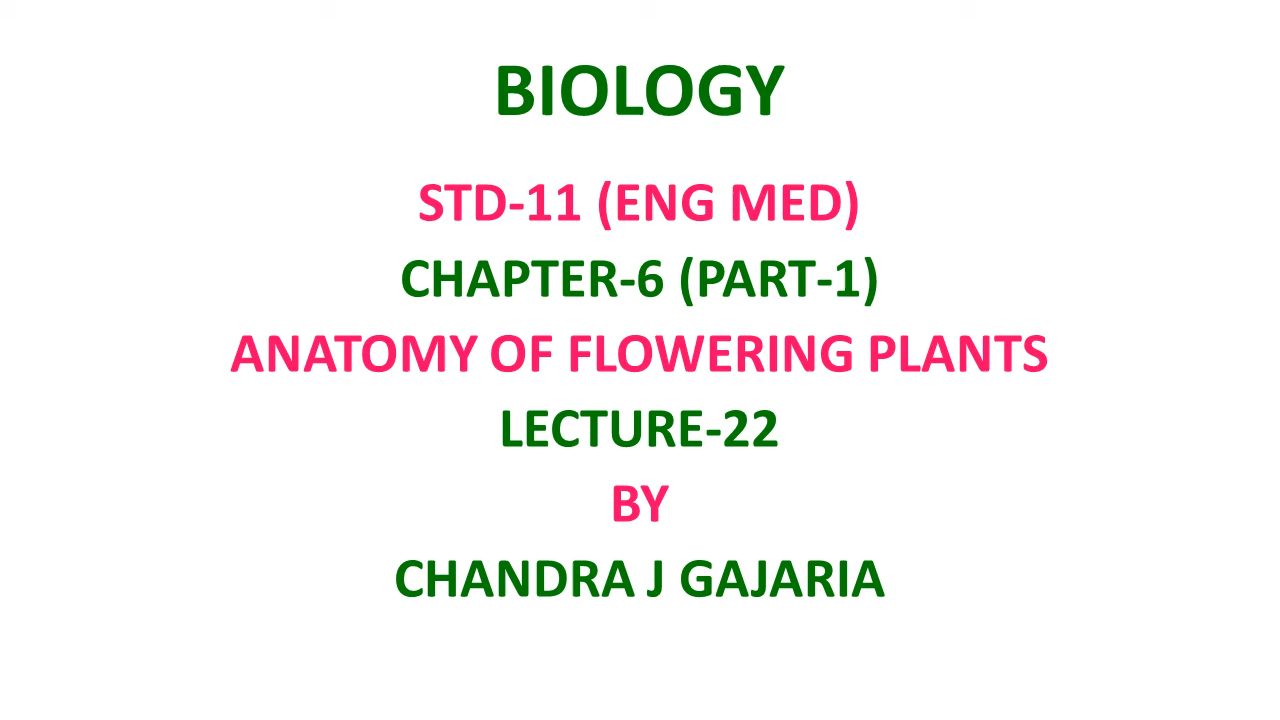 BIOLOGY
STD-11 (ENG MED)
CHAPTER-6 (PART-1)
ANATOMY OF FLOWERING PLANTS
LECTURE-22
BY
CHANDRA J GAJARIA